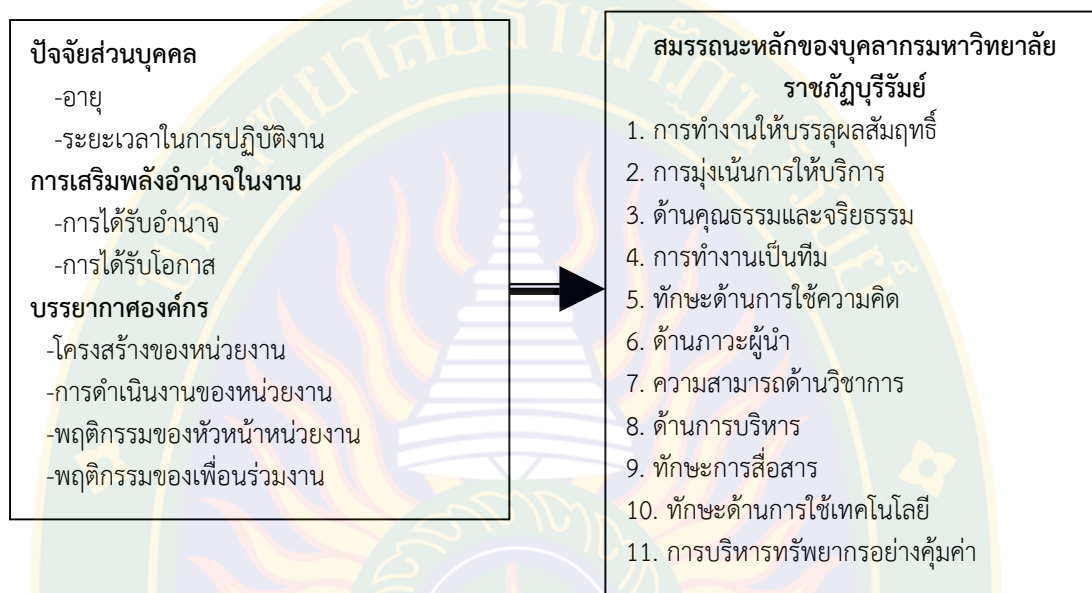 ปัจจัยส่วนบุคคล
-อายุ
-ระยะเวลาในการปฏิบัติงาน
การเสริมพลังอำนาจในงาน
-การได้รับอำนาจ
-การได้รับโอกาส
บรรยากาศองค์กร
-โครงสร้างของหน่วยงาน
-การดำเนินงานของหน่วยงาน
-พฤติกรรมของหัวหน้าหน่วยงาน
-พฤติกรรมของเพื่อนร่วมงาน
สมรรถนะหลักของบุคลากรมหาวิทยาลัย
ราชภัฏบุรีรัมย์
1. การทำงานให้บรรลุผลสัมฤทธิ์
2. การมุ่งเน้นการให้บริการ
3. ด้านคุณธรรมและจริยธรรม
4. การทำงานเป็นทีม
5. ทักษะด้านการใช้ความคิด
6. ด้านภาวะผู้นำ
7. ความสามารถด้านวิชาการ
8. ด้านการบริหาร
9. ทักษะการสื่อสาร
10. ทักษะด้านการใช้เทคโนโลยี
11. การบริหารทรัพยากรอย่างคุ้มค่า